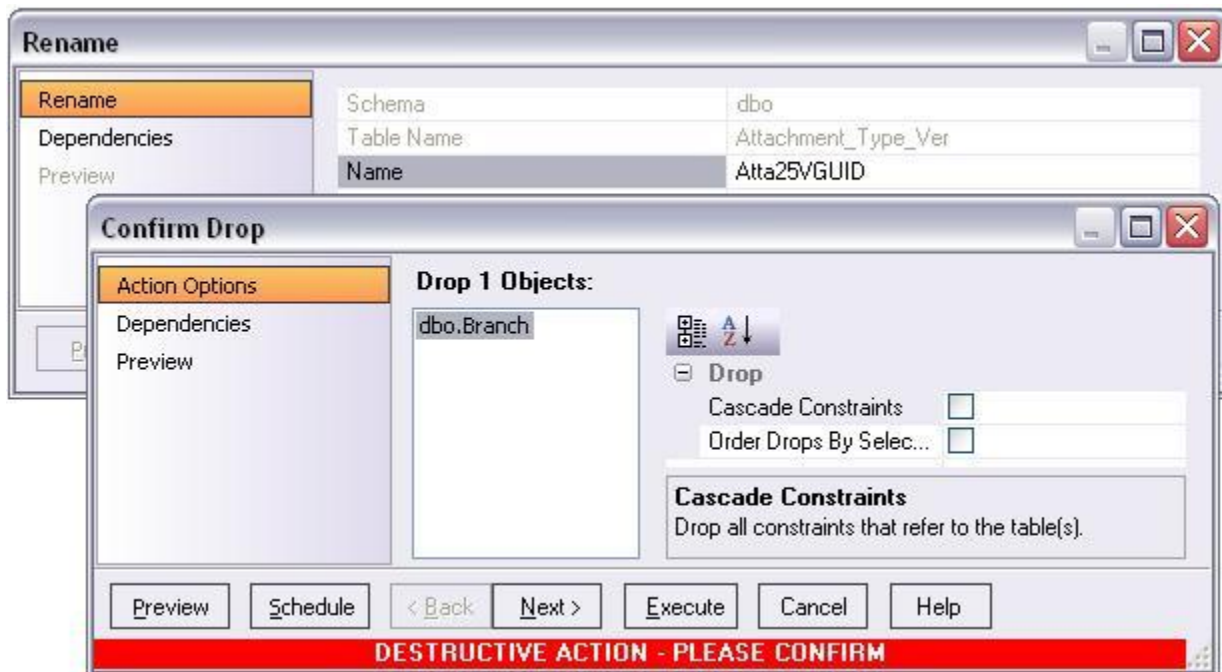 Rename
Rename
Schema dbo
Dependencies
Table Name Attachment_Type_Ver
Preview
Name Atta25VGUID
Confirm Drop
Action Options
Dependencies
Preview
Drop 1 Objects:
dbo.Branch
Drop
Cascade Constraints
Order Drops By Selec...
Cascade Constraints
Drop all constraints that refer to the table(s).
Preview Schedule < Back Next > Execute Cancel Help
DESTRUCTIVE ACTION - PLEASE CONFIRM